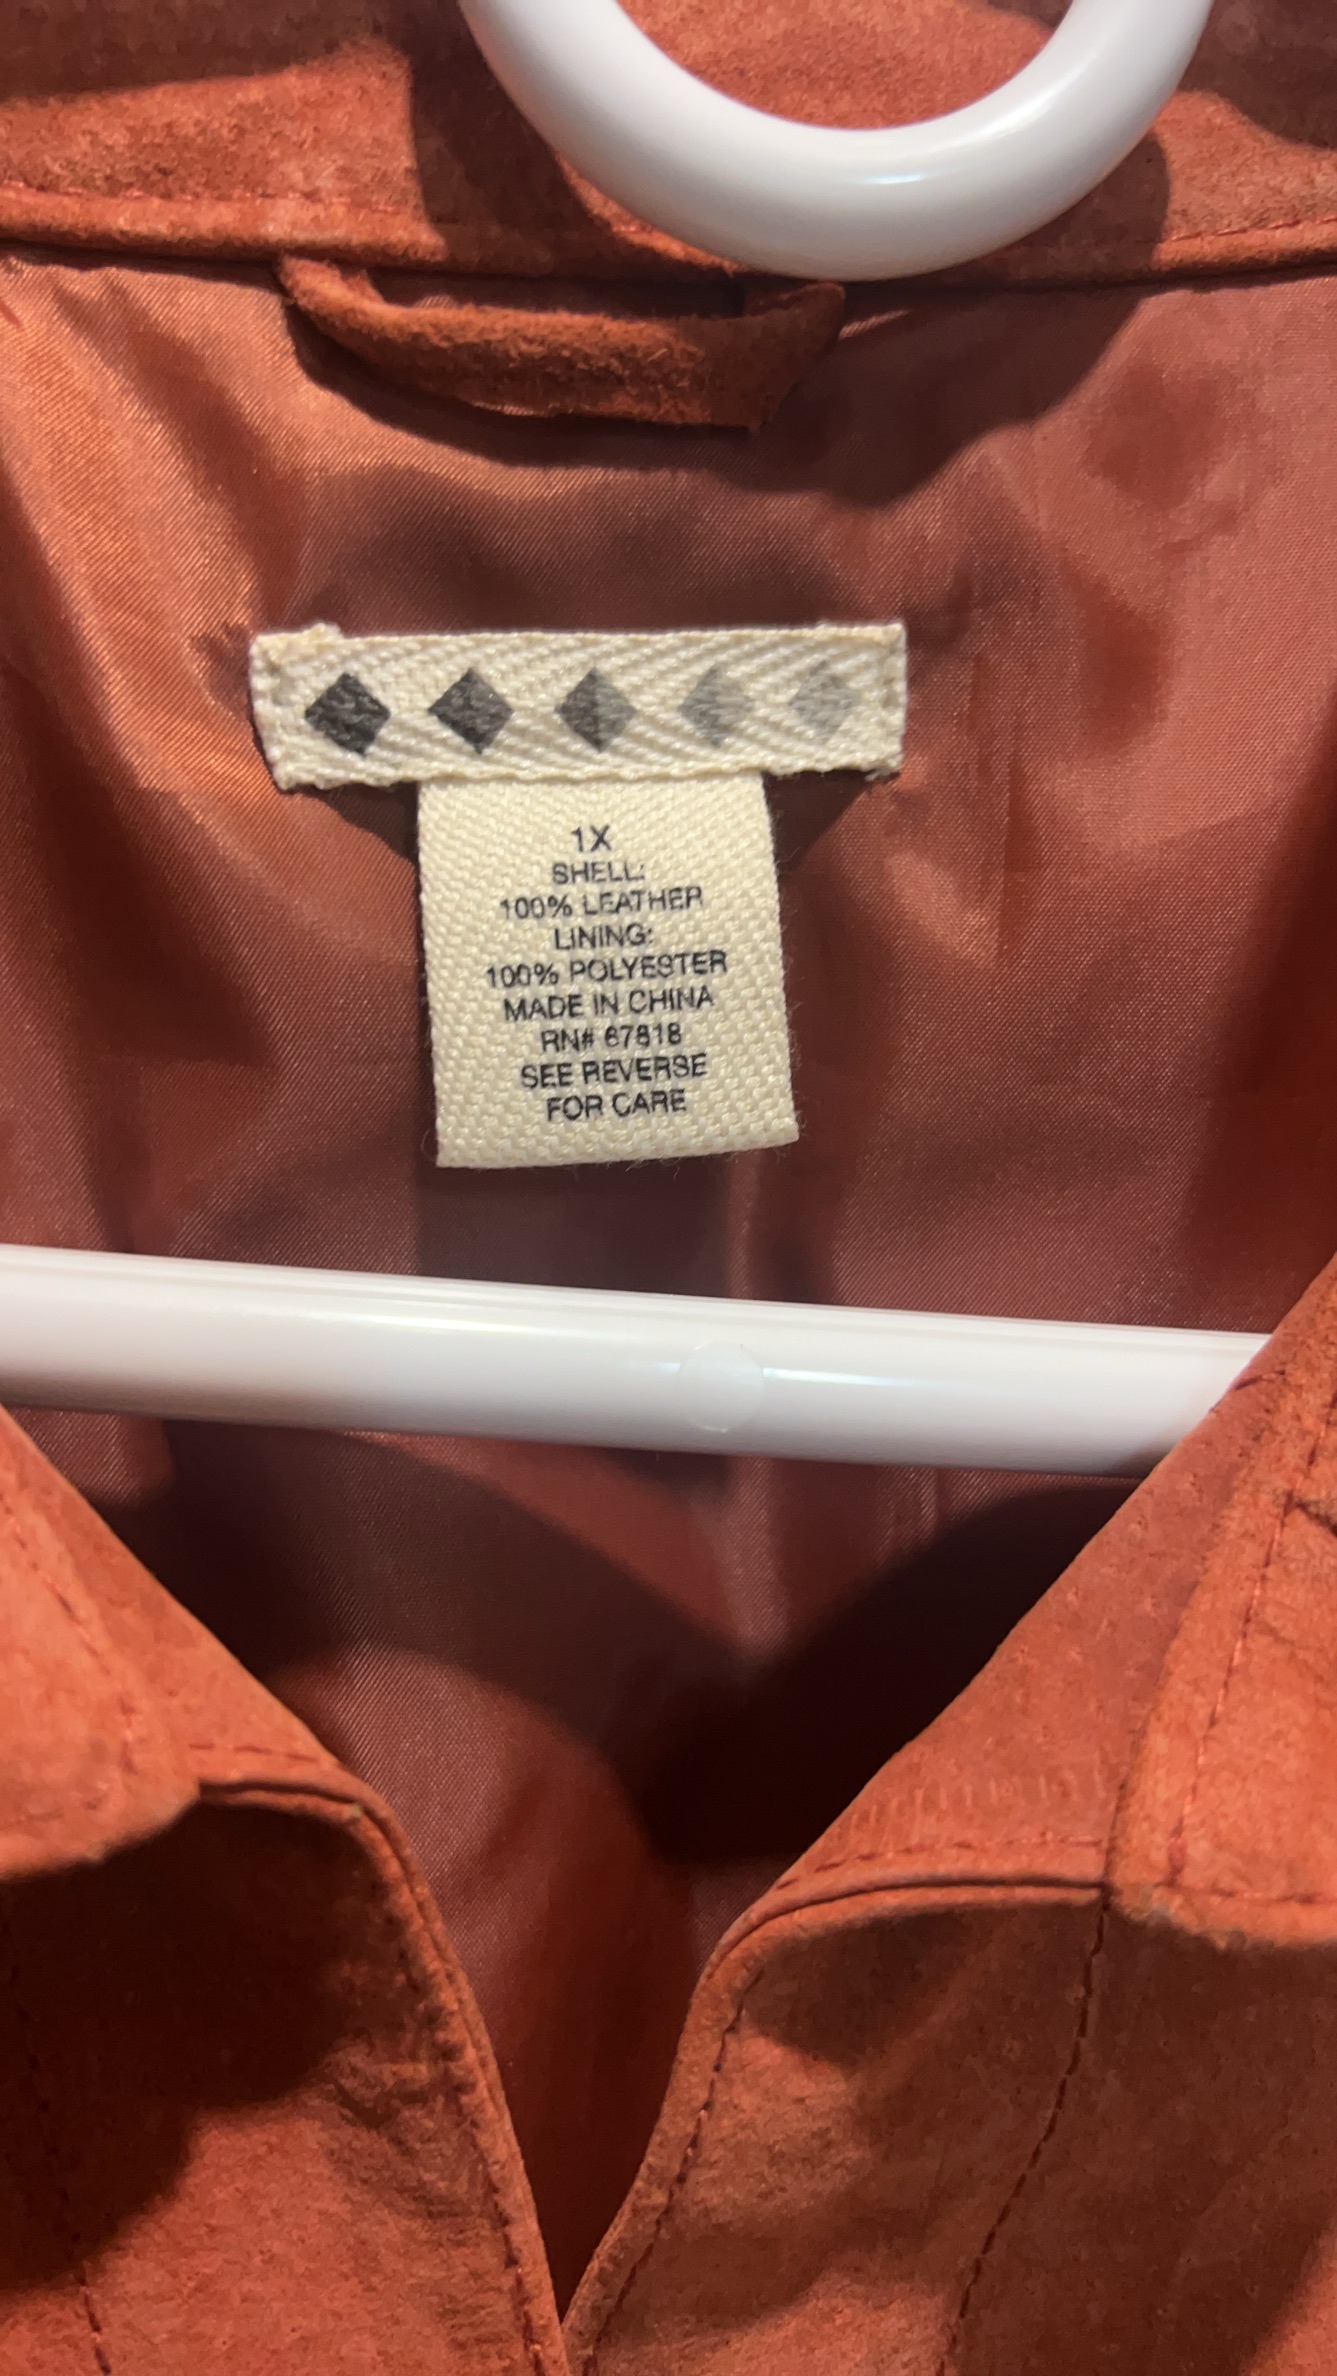 1X
SHELL:
100% LEATHER
LINING:
100% POLYESTER
MADE IN CHINA
RN# 67818
SEE REVERSE
FOR CARE